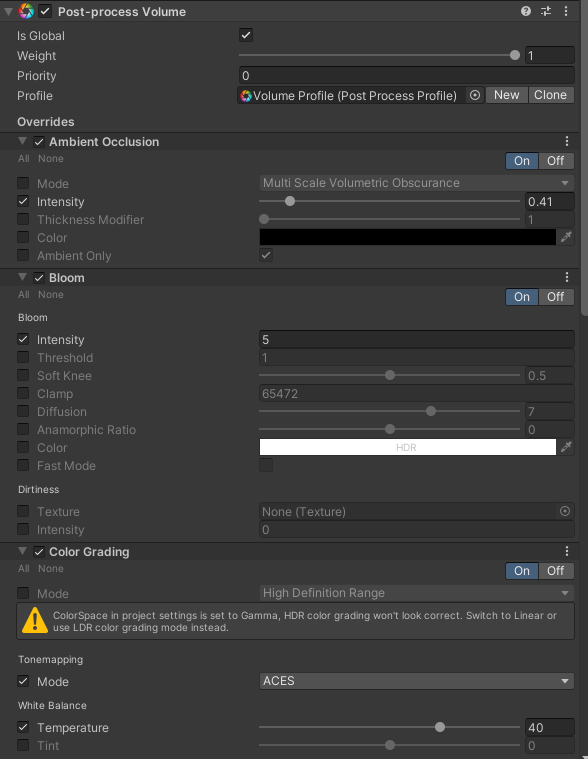 Post-process Volume
Is Global
Weight 1
Priority 0
Profile Volume Profile (Post Process Profile) New Clone
Overrides
Ambient Occlusion
All None On Off
Mode Multi Scale Volumetric Obscurance
Intensity 0.41
Thickness Modifier 1
Color
Ambient Only
Bloom
All None On Off
Bloom
Intensity 5
Threshold 1
Soft Knee 0.5
Clamp 65472
Diffusion 7
Anamorphic Ratio 0
Color HDR
Fast Mode
Dirtiness
Texture None (Texture)
Intensity 0
Color Grading
All None On Off
Mode High Definition Range
ColorSpace in project settings is set to Gamma, HDR color grading won't look correct. Switch to Linear or
use LDR color grading mode instead.
Tonemapping
Mode ACES
White Balance
Temperature 40
Tint 0